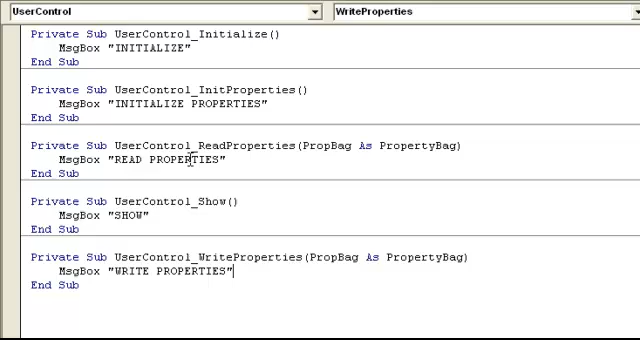 UserControl WriteProperties
Private Sub UserControl_Initialize()
MsgBox "INITIALIZE"
End Sub
Private Sub UserControl_InitProperties()
MsgBox "INITIALIZE PROPERTIES"
End Sub
Private Sub UserControl_ReadProperties(PropBag As PropertyBag)
MsgBox "READ PROPERTIES"
End Sub
Private Sub UserControl_Show()
MsgBox "SHOW"
End Sub
Private Sub UserControl_WriteProperties(PropBag As PropertyBag)
MsgBox "WRITE PROPERTIES"
End Sub